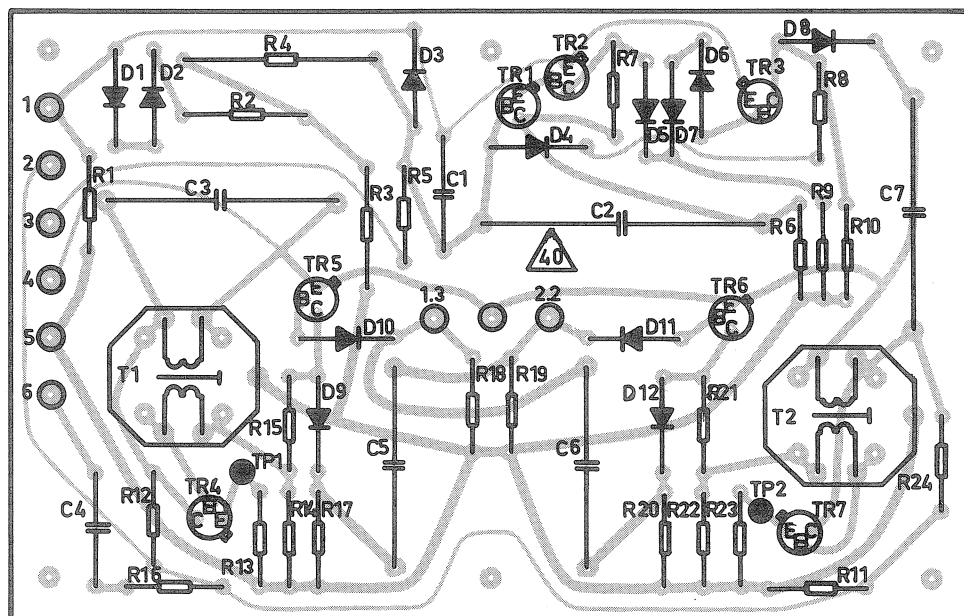 R4
D1 D2
R2
D3
TR2
TR1
R7
D6
TR3
D8
R8
B E C
B E C
E C B
D4
D5 D7
1
2
3
4
5
6
R1
C3
R3
R5
C1
C2
40
R6
R9
R10
C7
TR5
B E C
1.3
2.2
TR6
B E C
D10
D11
T1
R18
R19
D9
R15
C5
C6
D12
R21
T2
R24
TP1
TR4
C B E
TP2
TR7
E B C
C4
R12
R13
R14
R17
R20
R22
R23
R16
R11